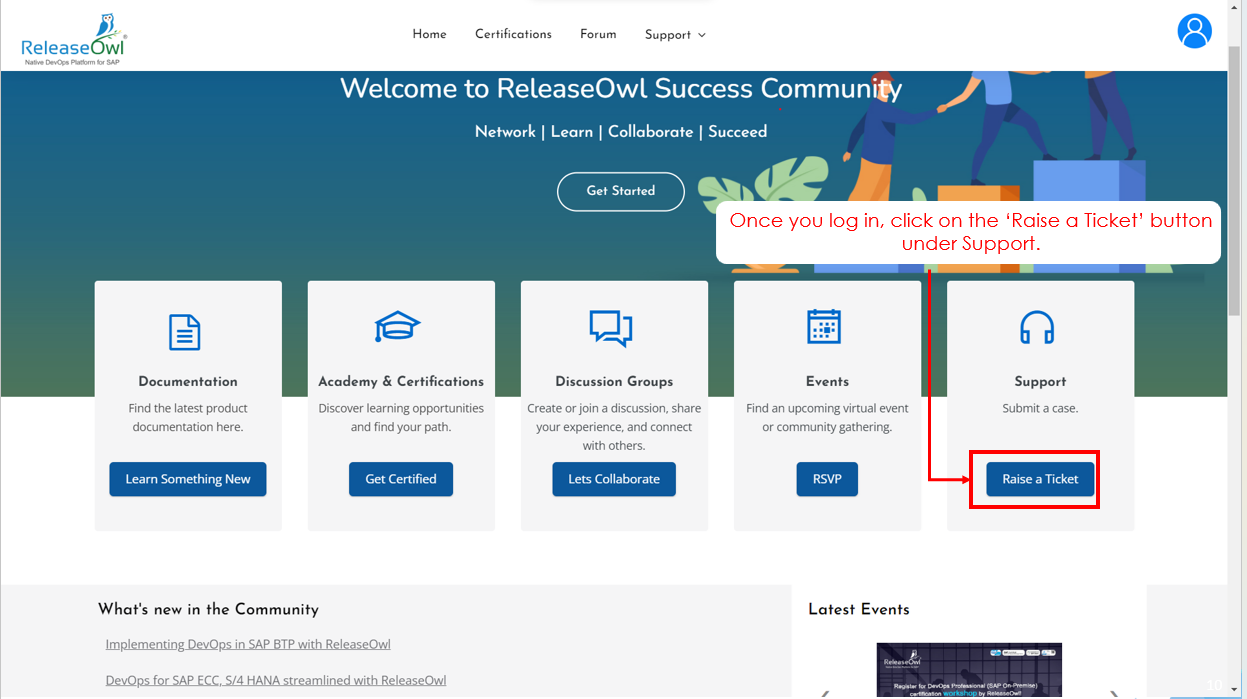 ReleaseOwl®
Native DevOps Platform for SAP
Home
Certifications
Forum
Support
Welcome to ReleaseOwl Success Community
Network | Learn | Collaborate | Succeed
Get Started
Once you log in, click on the ‘Raise a Ticket’ button
under Support.
Documentation
Find the latest product
documentation here.
Learn Something New
Academy & Certifications
Discover learning opportunities
and find your path.
Get Certified
Discussion Groups
Create or join a discussion, share
your experience, and connect
with others.
Lets Collaborate
Events
Find an upcoming virtual event
or community gathering.
RSVP
Support
Submit a case.
Raise a Ticket
What's new in the Community
Implementing DevOps in SAP BTP with ReleaseOwl
DevOps for SAP ECC, S/4 HANA streamlined with ReleaseOwl
Latest Events
ReleaseOwl
Register for DevOps Professional (SAP On-Premise)
certification workshop by ReleaseOwl!
10